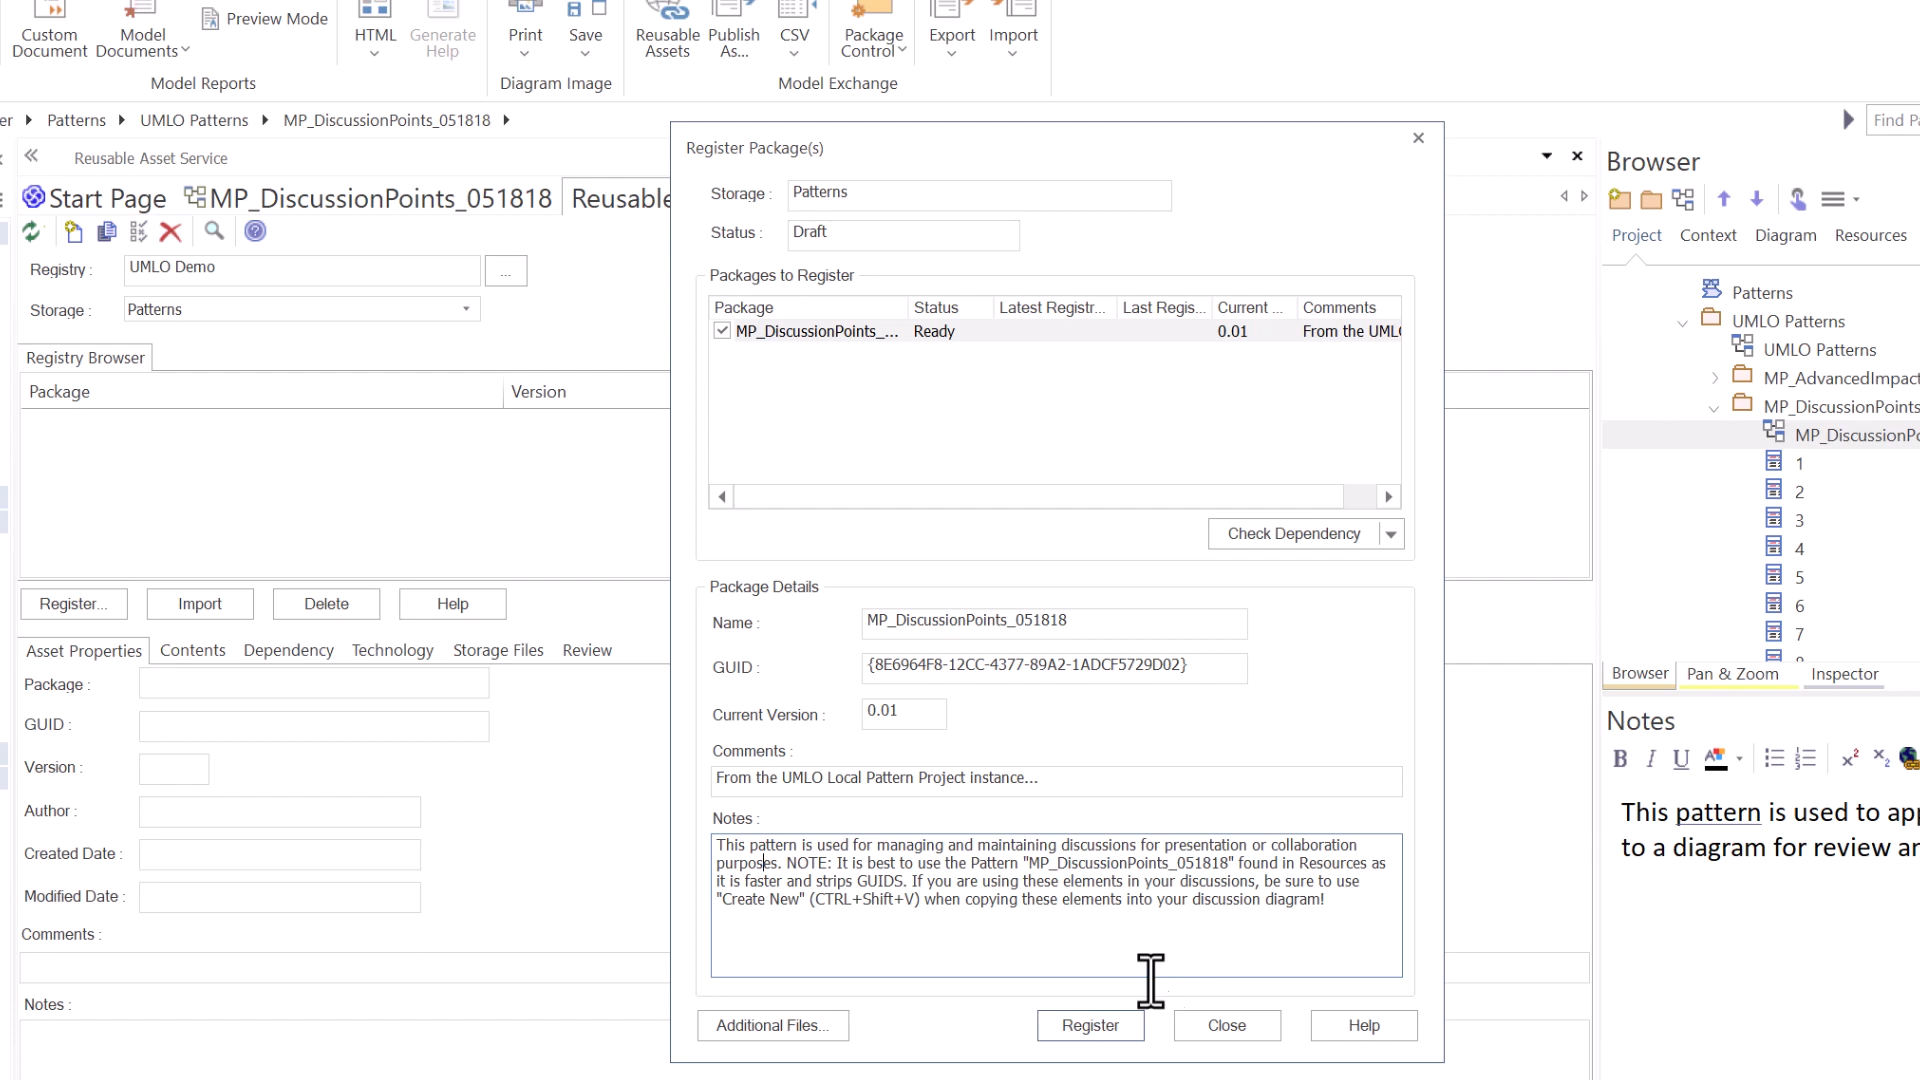 Custom Document
Model Documents
Preview Mode
HTML
Generate Help
Print
Save
Reusable Assets
Publish As...
CSV
Package Control
Export
Import
Model Reports
Diagram Image
Model Exchange
er Patterns UMLO Patterns MP_DiscussionPoints_051818
Reusable Asset Service
Start Page MP_DiscussionPoints_051818
Registry : UMLO Demo ...
Storage : Patterns
Registry Browser
Package Version
Register... Import Delete Help
Asset Properties Contents Dependency Technology Storage Files Review
Package :
GUID :
Version :
Author :
Created Date :
Modified Date :
Comments :
Notes :
Register Package(s)
Storage : Patterns
Status : Draft
Packages to Register
Package Status Latest Registr... Last Regis... Current ... Comments
MP_DiscussionPoints_... Ready 0.01 From the UML
Check Dependency
Package Details
Name : MP_DiscussionPoints_051818
GUID : {8E6964F8-12CC-4377-89A2-1ADCF5729D02}
Current Version : 0.01
Comments :
From the UMLO Local Pattern Project instance...
Notes :
This pattern is used for managing and maintaining discussions for presentation or collaboration
purposes. NOTE: It is best to use the Pattern "MP_DiscussionPoints_051818" found in Resources as
it is faster and strips GUIDS. If you are using these elements in your discussions, be sure to use
"Create New" (CTRL+Shift+V) when copying these elements into your discussion diagram!
Additional Files... Register Close Help
Find
Browser
Project Context Diagram Resources
Patterns
UMLO Patterns
UMLO Patterns
MP_AdvancedImpact
MP_DiscussionPoints
MP_DiscussionPo
1
2
3
4
5
6
7
Browser Pan & Zoom Inspector
Notes
B I U A
This pattern is used to app
to a diagram for review an